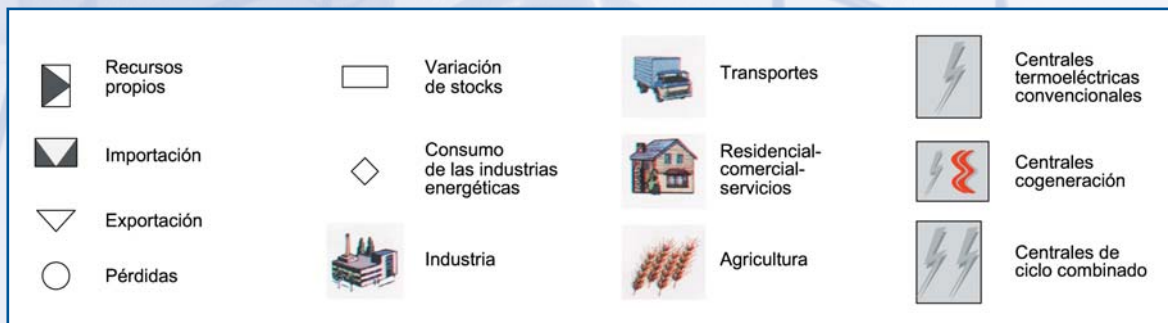 Recursos
propios
Importación
Exportación
Pérdidas
Variación
de stocks
Consumo
de las industrias
energéticas
Industria
Transportes
Residencial-
comercial-
servicios
Agricultura
Centrales
termoeléctricas
convencionales
Centrales
cogeneración
Centrales de
ciclo combinado